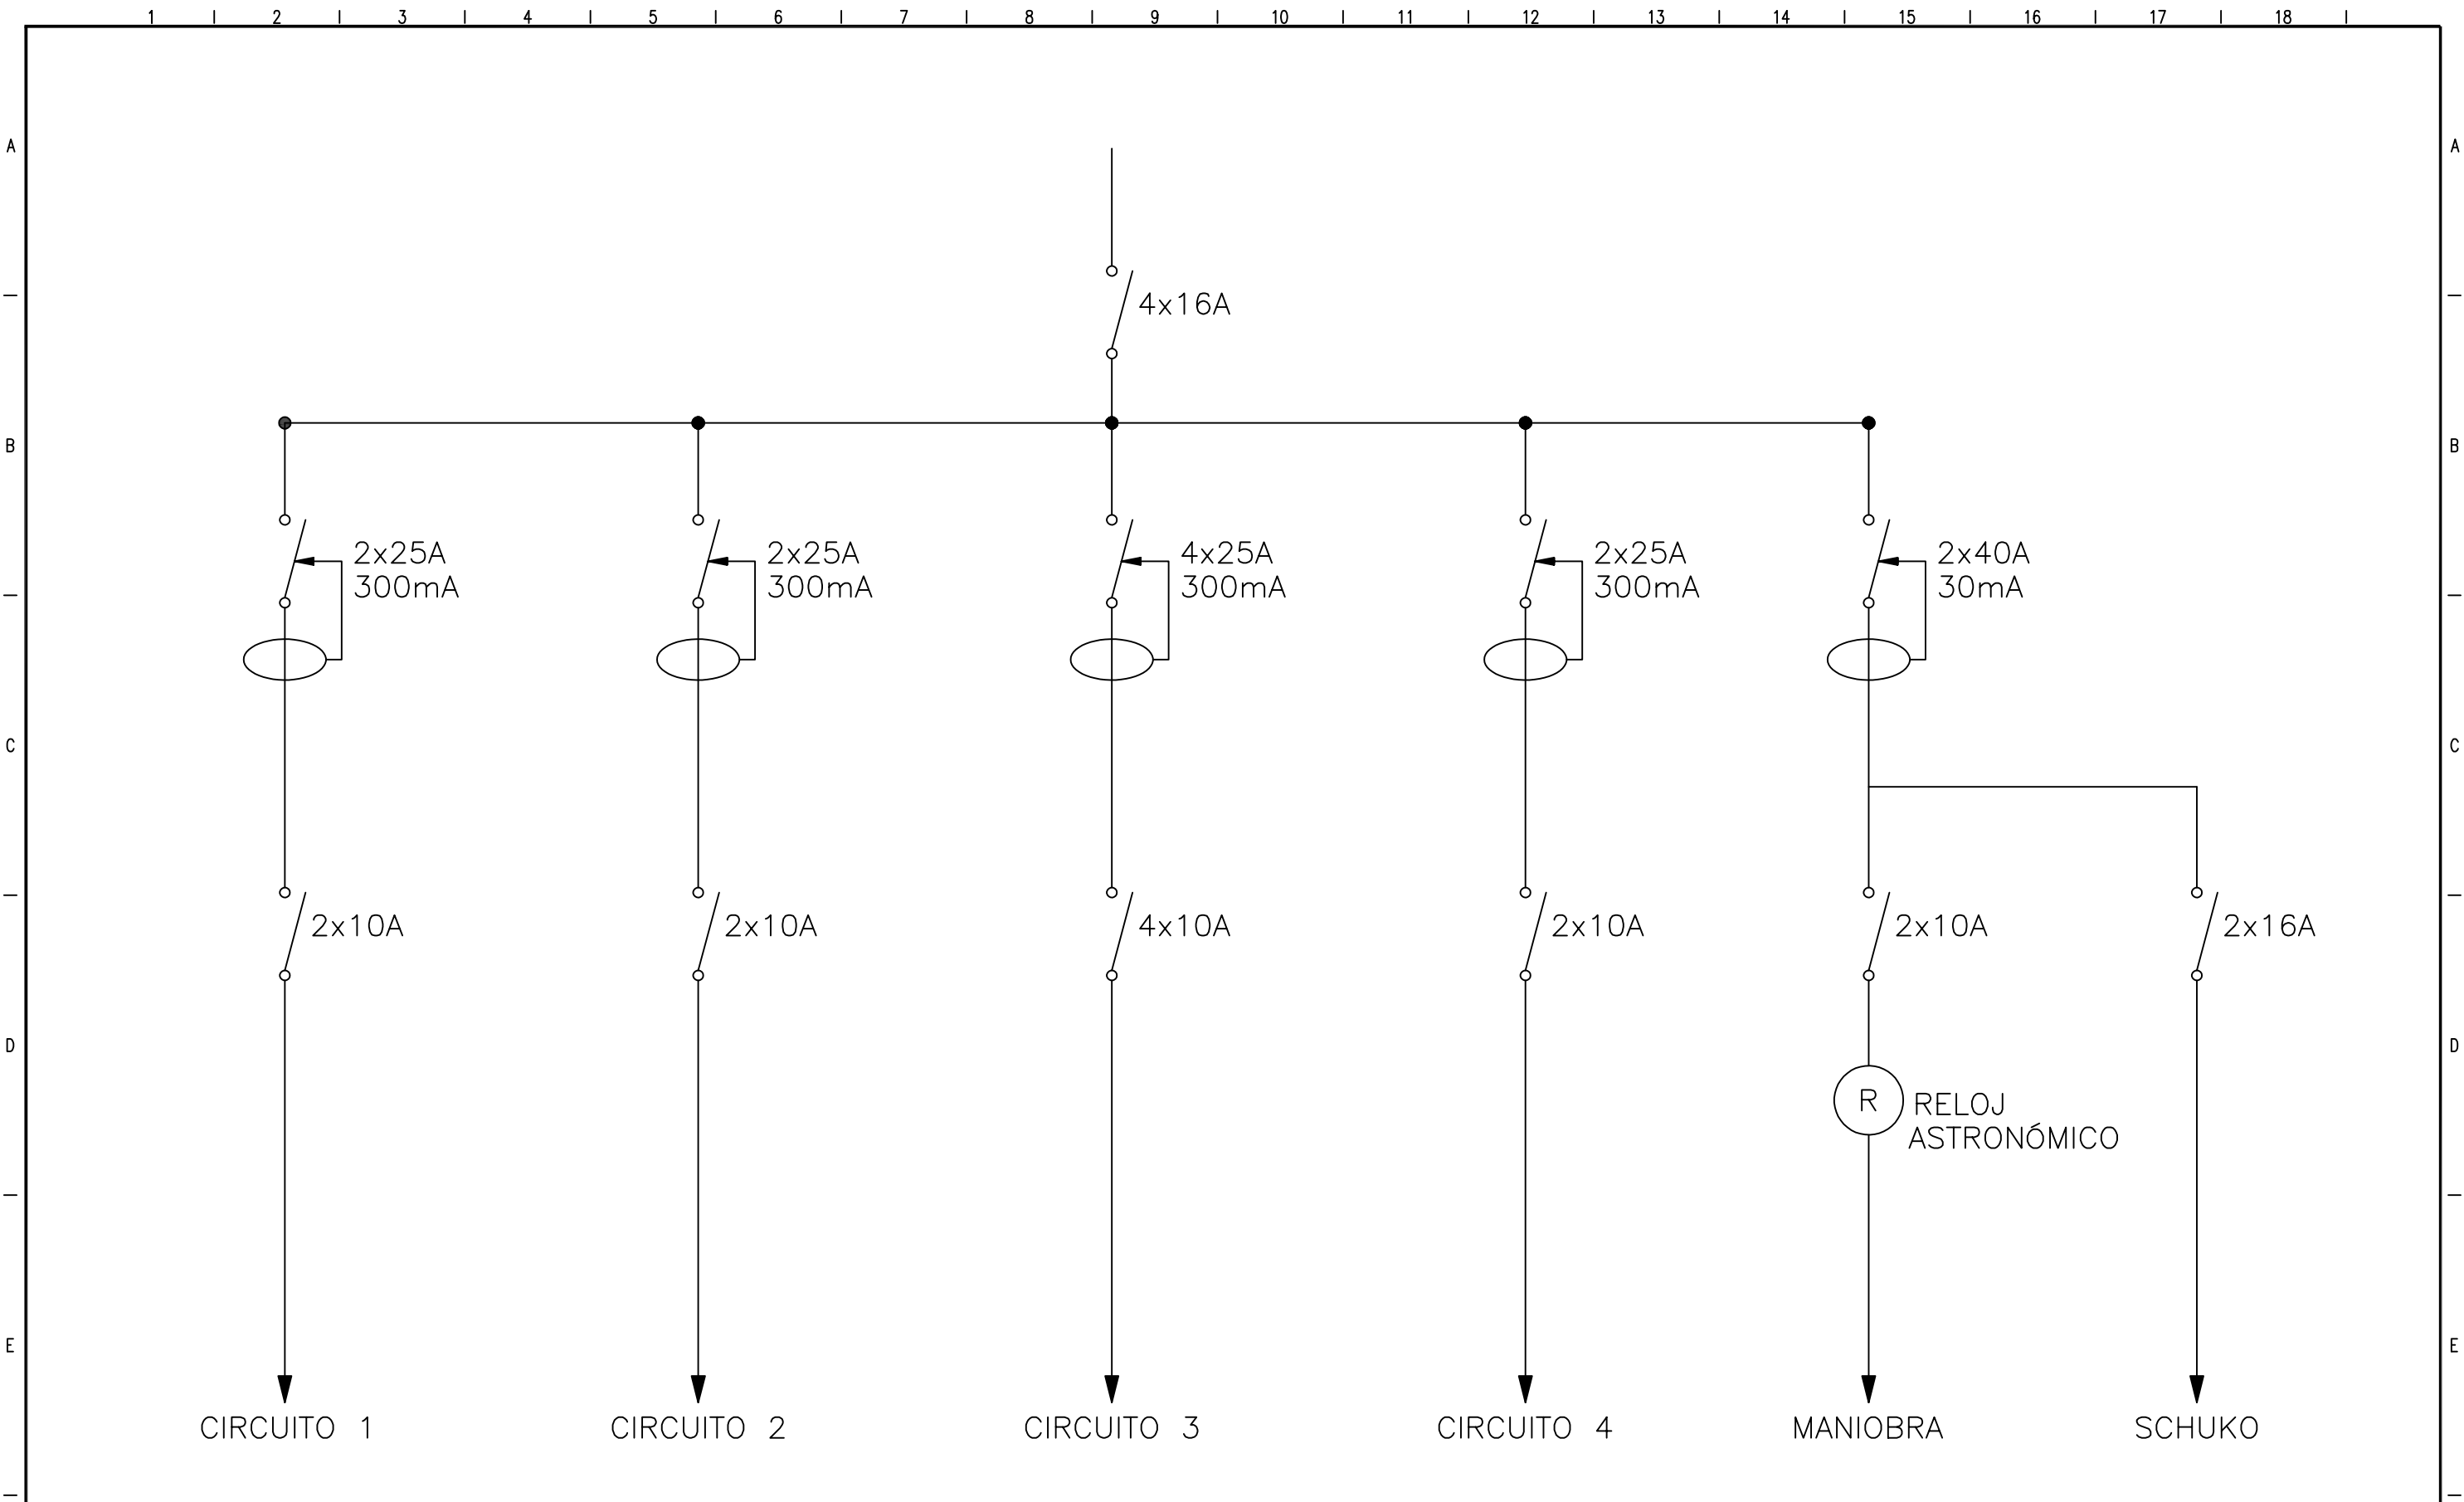 1 2 3 4 5 6 7 8 9 10 11 12 13 14 15 16 17 18
A A
4x16A
B B
2x25A 2x25A 4x25A 2x25A 2x40A
300mA 300mA 300mA 300mA 30mA
C C
2x10A 2x10A 4x10A 2x10A 2x10A 2x16A
D D
R RELOJ
ASTRONÓMICO
E E
CIRCUITO 1 CIRCUITO 2 CIRCUITO 3 CIRCUITO 4 MANIOBRA SCHUKO